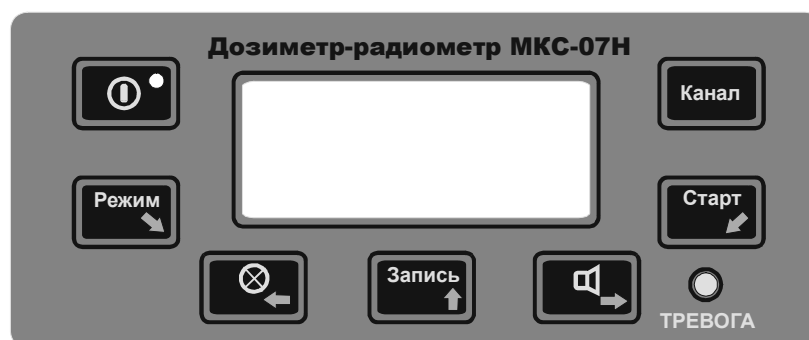 Дозиметр-радиометр МКС-07Н
Канал
Режим
Старт
Запись
ТРЕВОГА